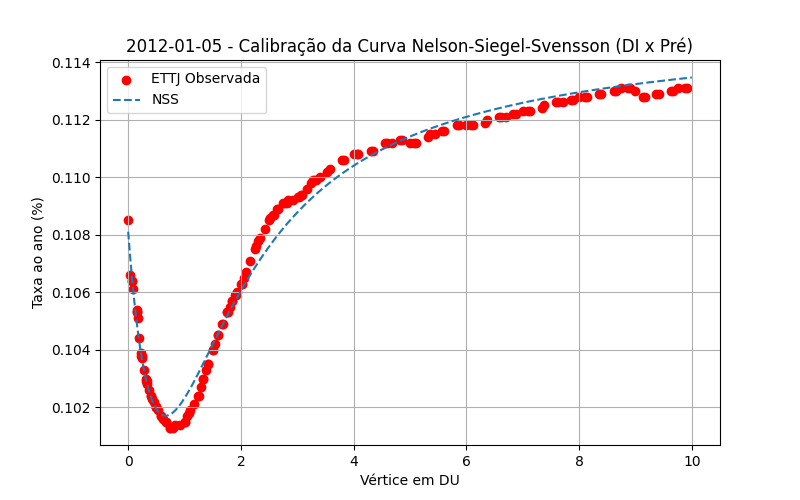 2012-01-05 - Calibração da Curva Nelson-Siegel-Svensson (DI x Pré)
ETTJ Observada
NSS
Taxa ao ano (%)
0.114
0.112
0.110
0.108
0.106
0.104
0.102
0
2
4
6
8
10
Vértice em DU